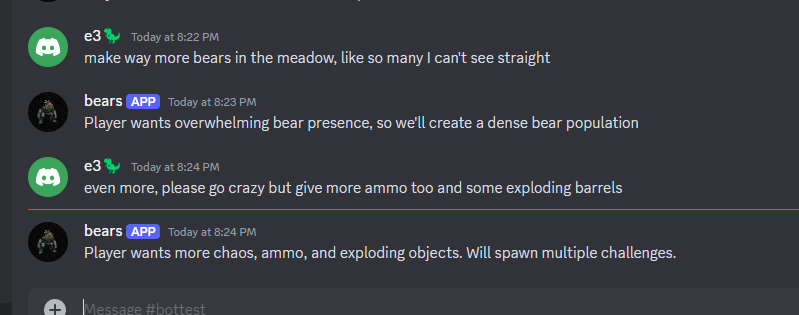 e3🦖 Today at 8:22 PM
make way more bears in the meadow, like so many I can't see straight
bears APP Today at 8:23 PM
Player wants overwhelming bear presence, so we'll create a dense bear population
e3🦖 Today at 8:24 PM
even more, please go crazy but give more ammo too and some exploding barrels
bears APP Today at 8:24 PM
Player wants more chaos, ammo, and exploding objects. Will spawn multiple challenges.
Message #bottest